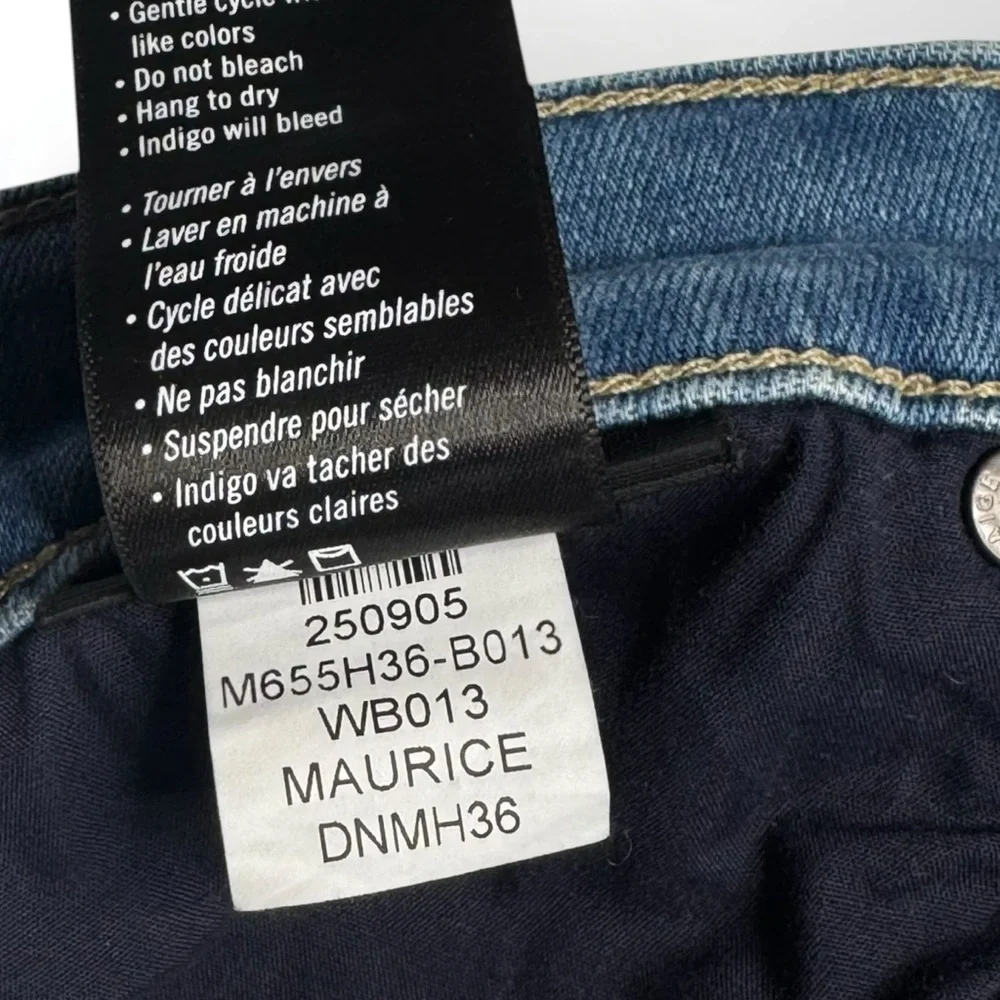 • Gentle cycle
like colors
• Do not bleach
• Hang to dry
• Indigo will bleed
• Tourner à l'envers
• Laver en machine à
l'eau froide
• Cycle délicat avec
des couleurs semblables
• Ne pas blanchir
• Suspendre pour sécher
• Indigo va tacher des
couleurs claires
250905
M655H36-B013
WB013
MAURICE
DNMH36